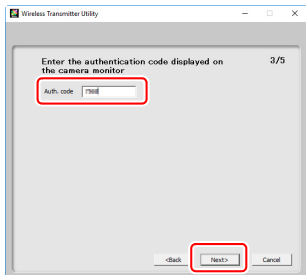 Wireless Transmitter Utility
Enter the authentication code displayed on
the camera monitor
3/5
Auth. code
<Back
Next>
Cancel